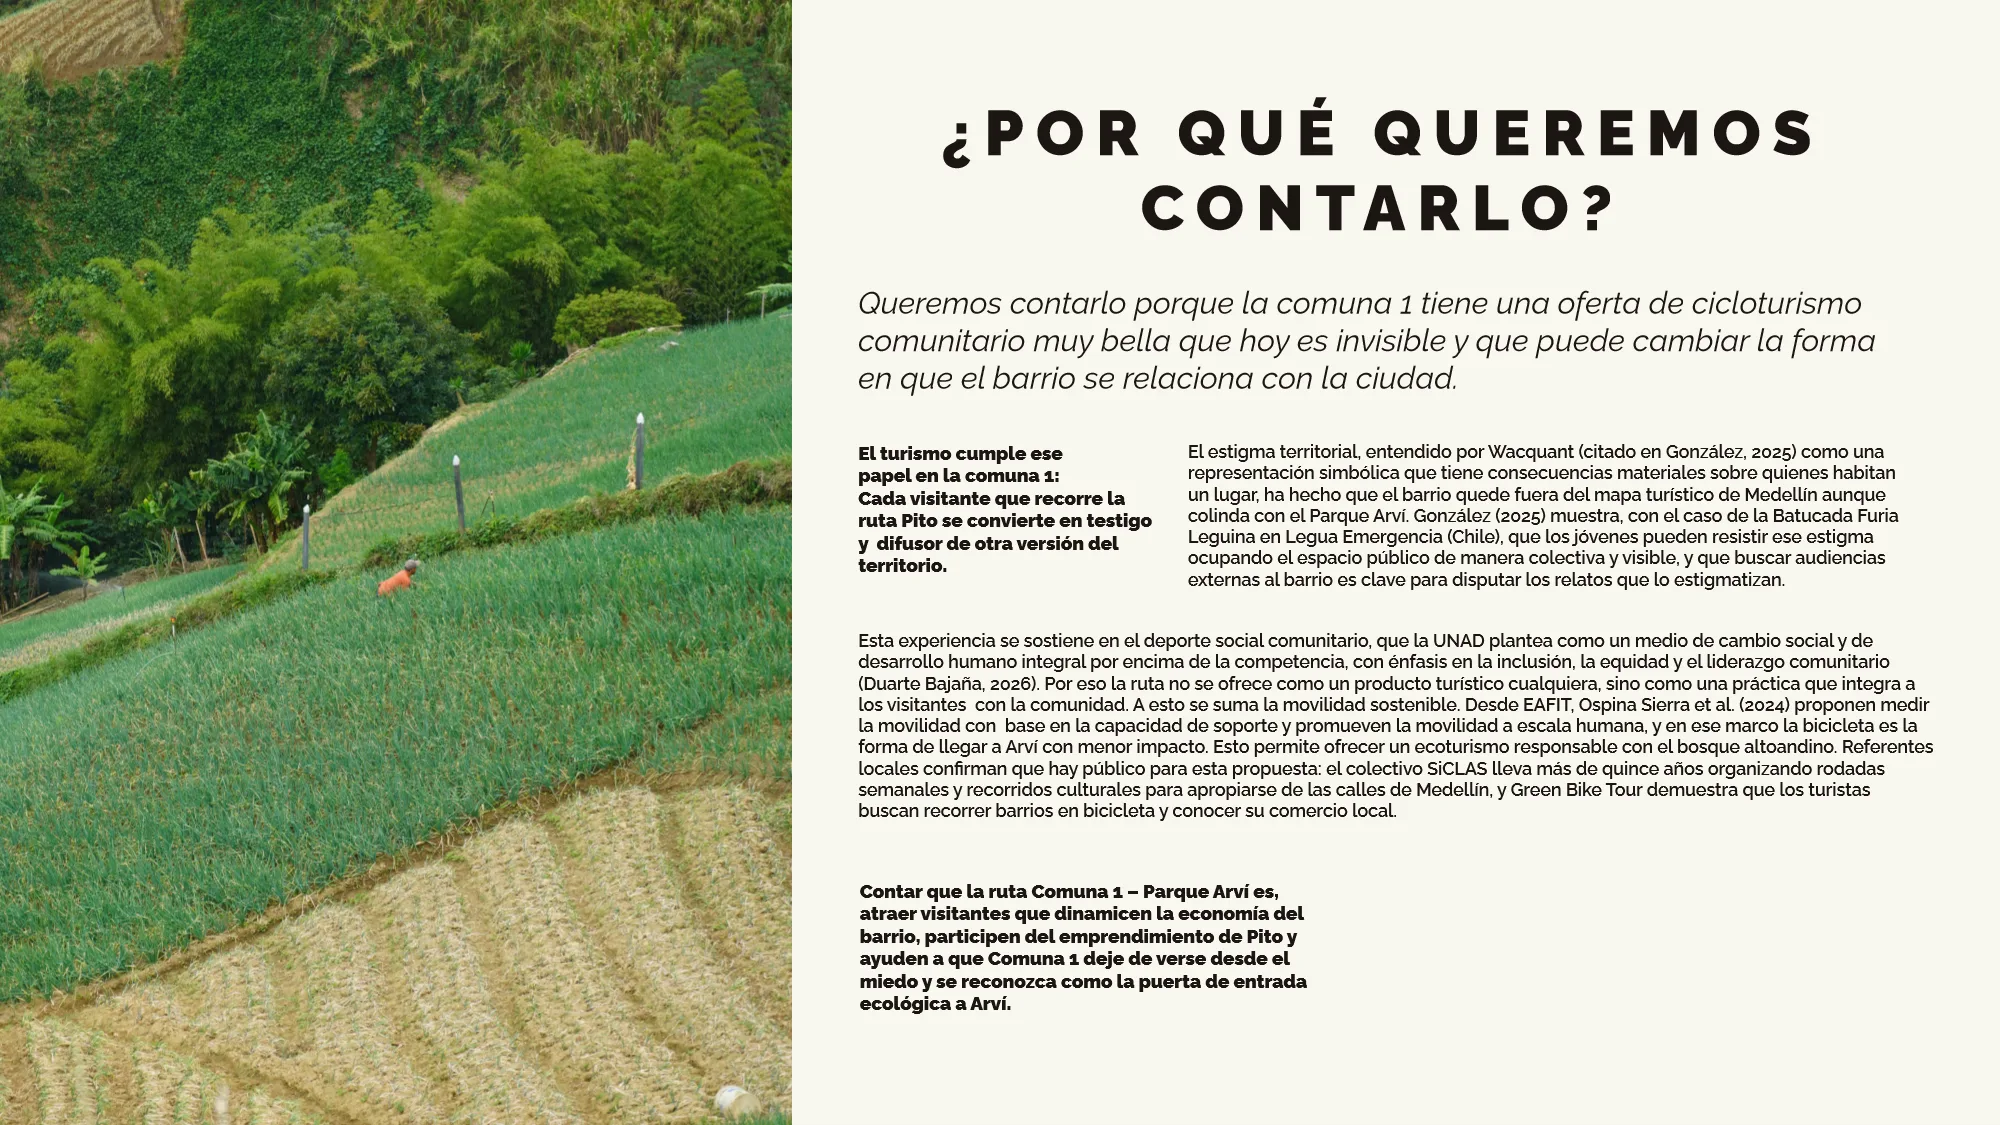 ¿POR QUÉ QUEREMOS
CONTARLO?
Queremos contarlo porque la comuna 1 tiene una oferta de cicloturismo
comunitario muy bella que hoy es invisible y que puede cambiar la forma
en que el barrio se relaciona con la ciudad.
El turismo cumple ese
papel en la comuna 1:
Cada visitante que recorre la
ruta Pito se convierte en testigo
y  difusor de otra versión del
territorio.
El estigma territorial, entendido por Wacquant (citado en González, 2025) como una
representación simbólica que tiene consecuencias materiales sobre quienes habitan
un lugar, ha hecho que el barrio quede fuera del mapa turístico de Medellín aunque
colinda con el Parque Arví. González (2025) muestra, con el caso de la Batucada Furia
Leguina en Legua Emergencia (Chile), que los jóvenes pueden resistir ese estigma
ocupando el espacio público de manera colectiva y visible, y que buscar audiencias
externas al barrio es clave para disputar los relatos que lo estigmatizan.
Esta experiencia se sostiene en el deporte social comunitario, que la UNAD plantea como un medio de cambio social y de
desarrollo humano integral por encima de la competencia, con énfasis en la inclusión, la equidad y el liderazgo comunitario
(Duarte Bajaña, 2026). Por eso la ruta no se ofrece como un producto turístico cualquiera, sino como una práctica que integra a
los visitantes  con la comunidad. A esto se suma la movilidad sostenible. Desde EAFIT, Ospina Sierra et al. (2024) proponen medir
la movilidad con  base en la capacidad de soporte y promueven la movilidad a escala humana, y en ese marco la bicicleta es la
forma de llegar a Arví con menor impacto. Esto permite ofrecer un ecoturismo responsable con el bosque altoandino. Referentes
locales confirman que hay público para esta propuesta: el colectivo SiCLAS lleva más de quince años organizando rodadas
semanales y recorridos culturales para apropiarse de las calles de Medellín, y Green Bike Tour demuestra que los turistas
buscan recorrer barrios en bicicleta y conocer su comercio local.
Contar que la ruta Comuna 1 – Parque Arví es,
atraer visitantes que dinamicen la economía del
barrio, participen del emprendimiento de Pito y
ayuden a que Comuna 1 deje de verse desde el
miedo y se reconozca como la puerta de entrada
ecológica a Arví.